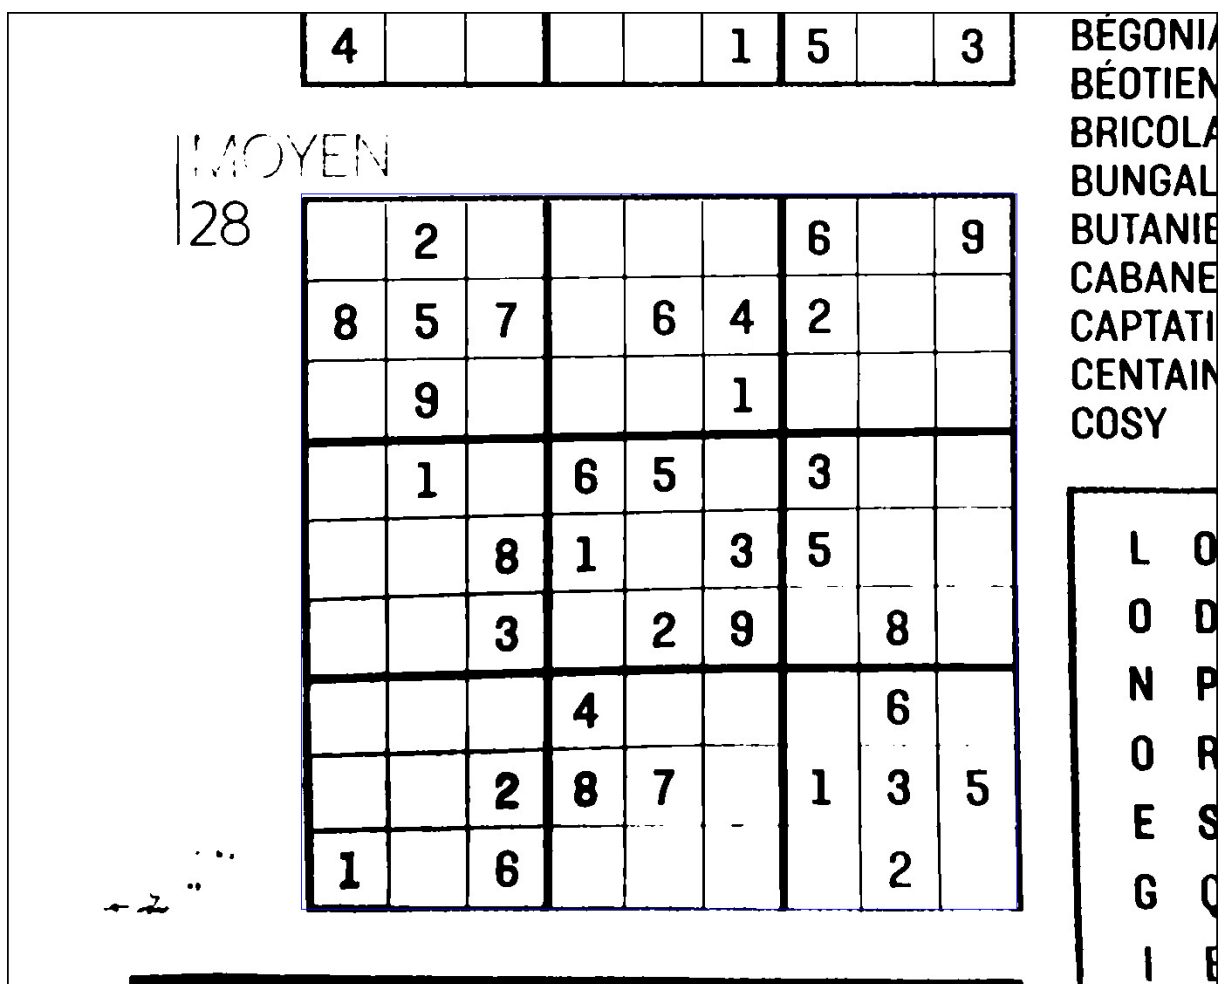 4 1 5 3
MOYEN
28
2 6 9
8 5 7 6 4 2
9 1
1 6 5 3
8 1 3 5
3 2 9 8
4 6
2 8 7 1 3 5
1 6 2
BÉGONI
BÉOTIEN
BRICOLA
BUNGAL
BUTANIE
CABANE
CAPTATI
CENTAIN
COSY
L O
O D
N P
O R
E S
G Q
I E